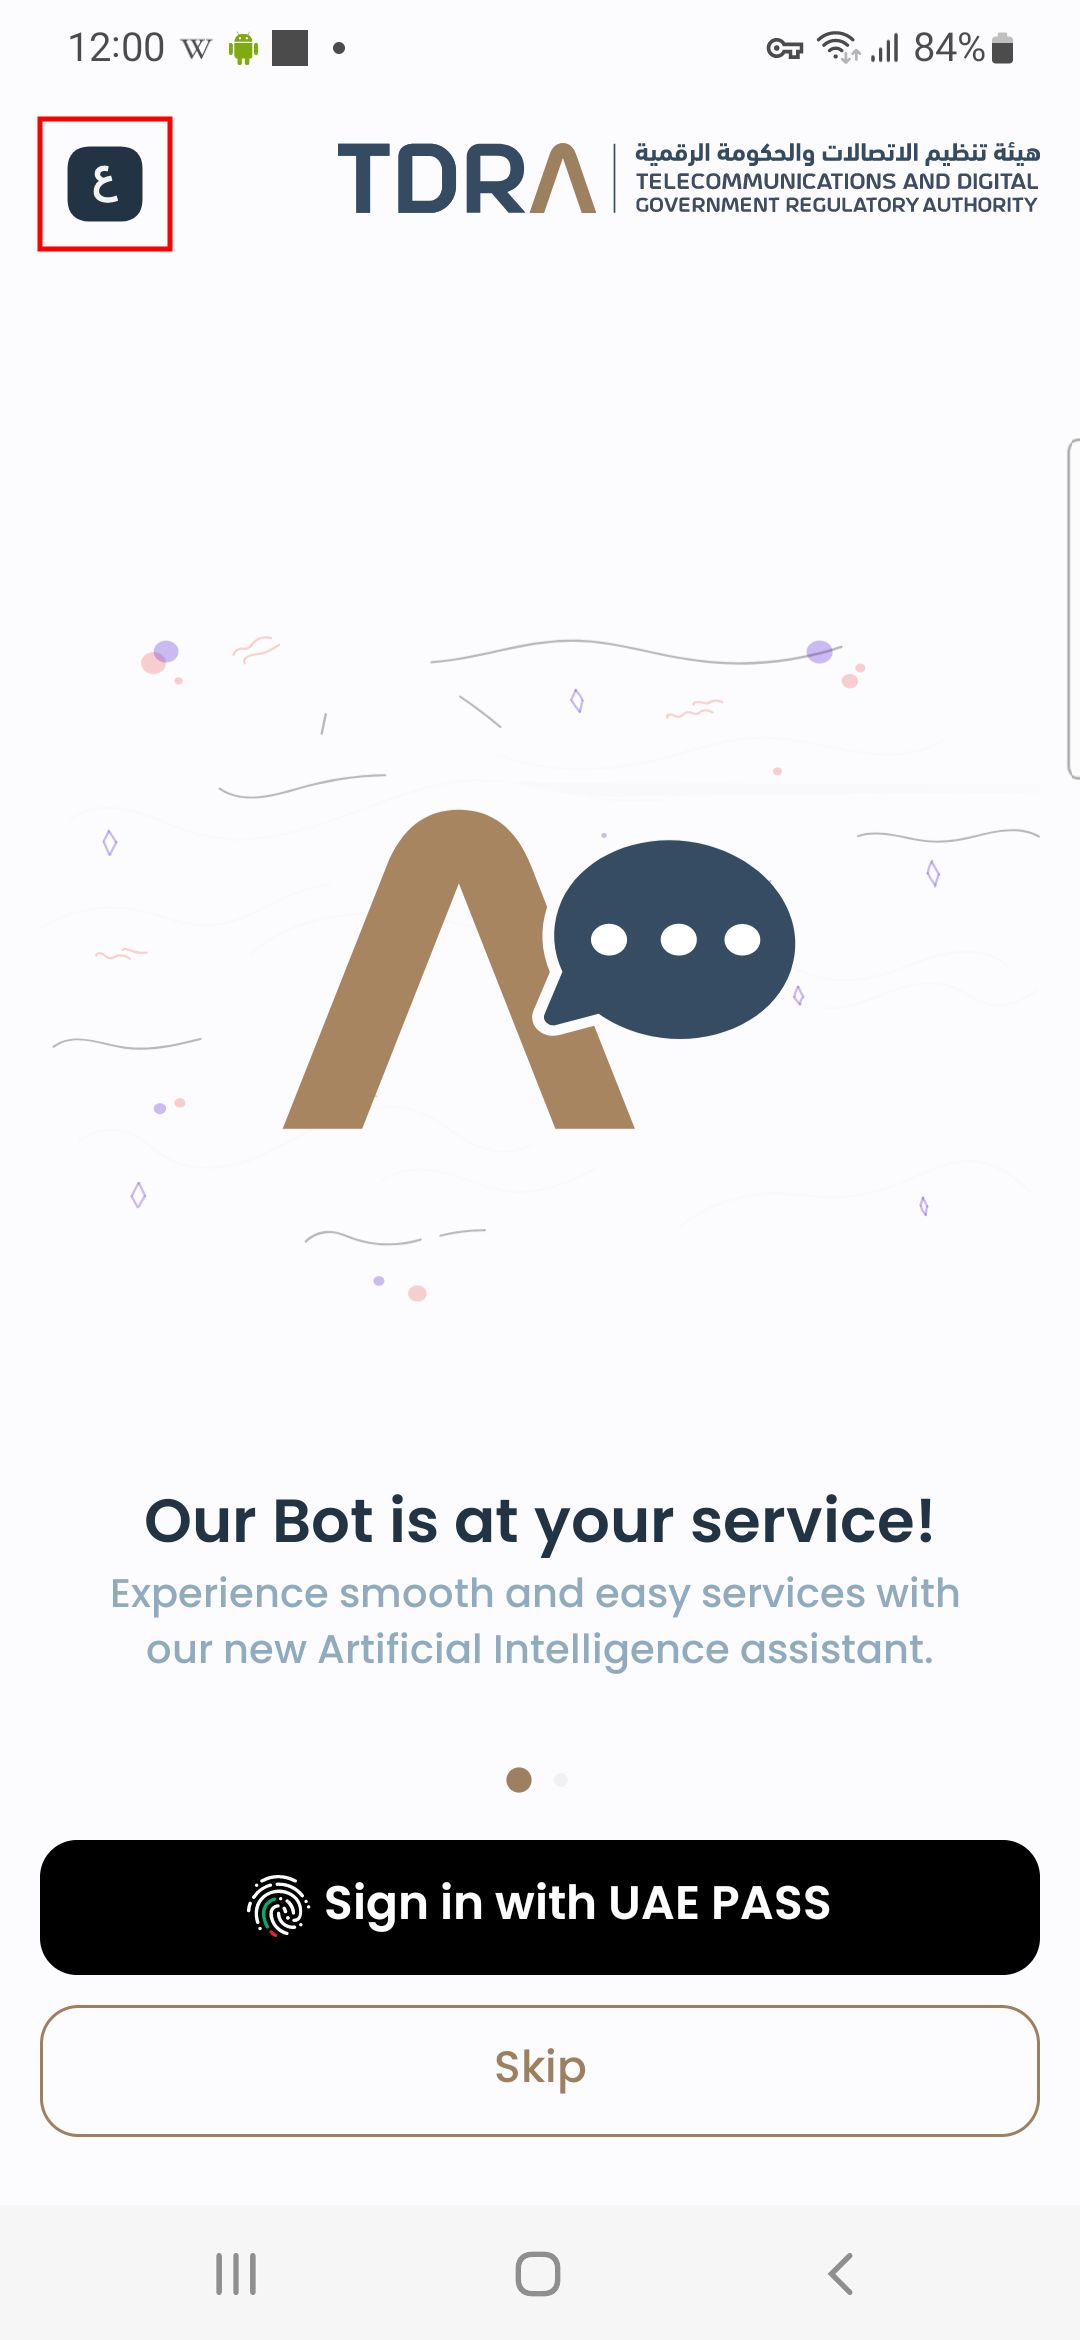 12:00 W 84%
ع
TDRA
هيئة تنظيم الاتصالات والحكومة الرقمية
TELECOMMUNICATIONS AND DIGITAL
GOVERNMENT REGULATORY AUTHORITY
Our Bot is at your service!
Experience smooth and easy services with
our new Artificial Intelligence assistant.
Sign in with UAE PASS
Skip